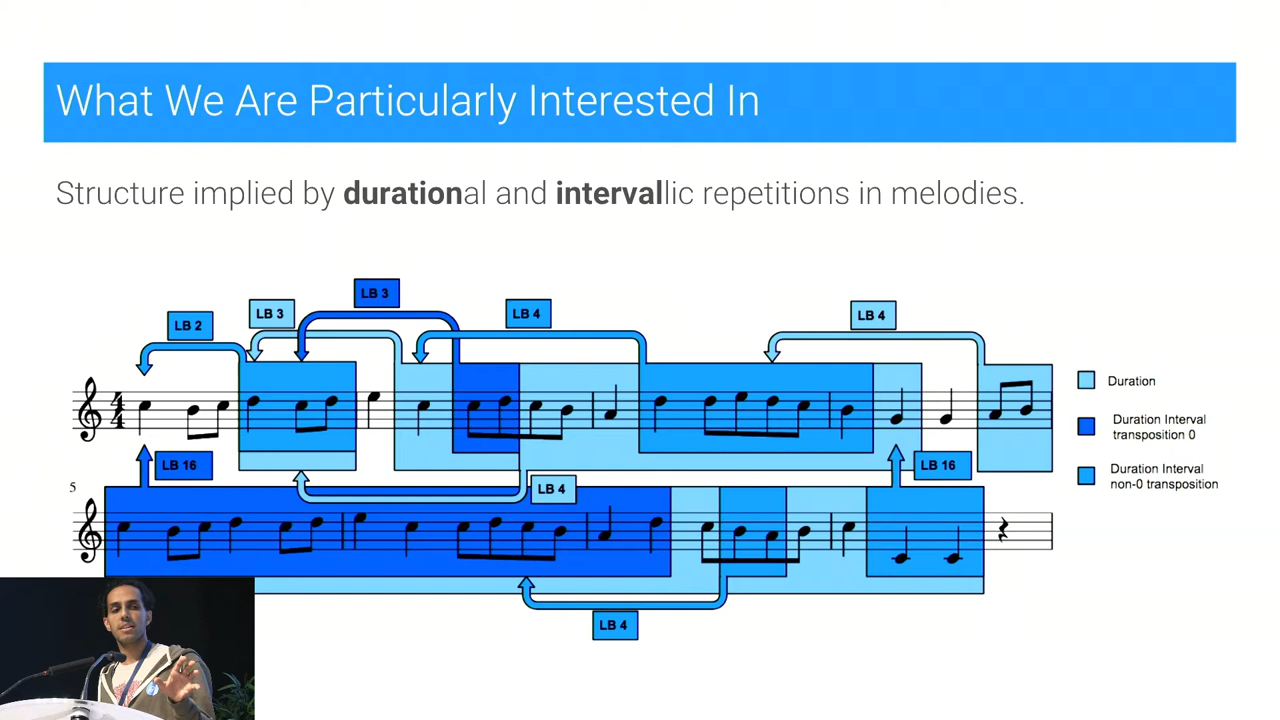 What We Are Particularly Interested In
Structure implied by durational and intervallic repetitions in melodies.
LB 2
LB 3
LB 3
LB 4
LB 4
4
4
Duration
Duration Interval
transposition 0
Duration Interval
non-0 transposition
LB 16
LB 4
LB 16
5
LB 4